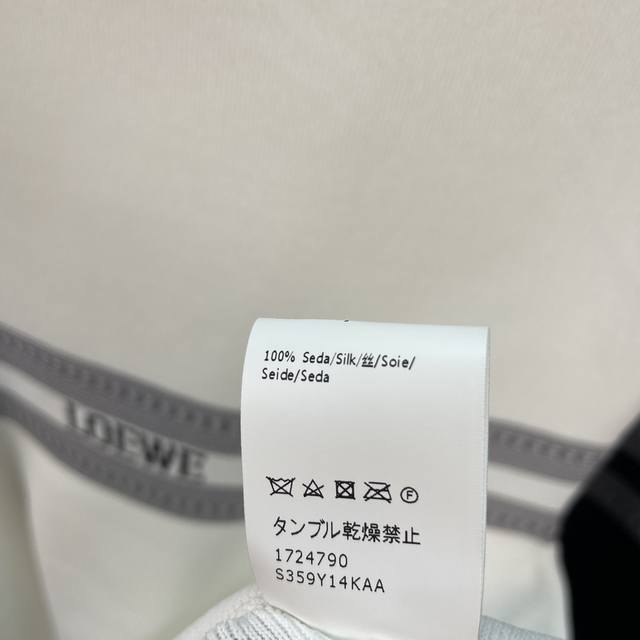 100% Seda/Silk/丝/Soie/
Seide/Seda
LOEWE
F
タンブル乾燥禁止
1724790
S359Y14KAA